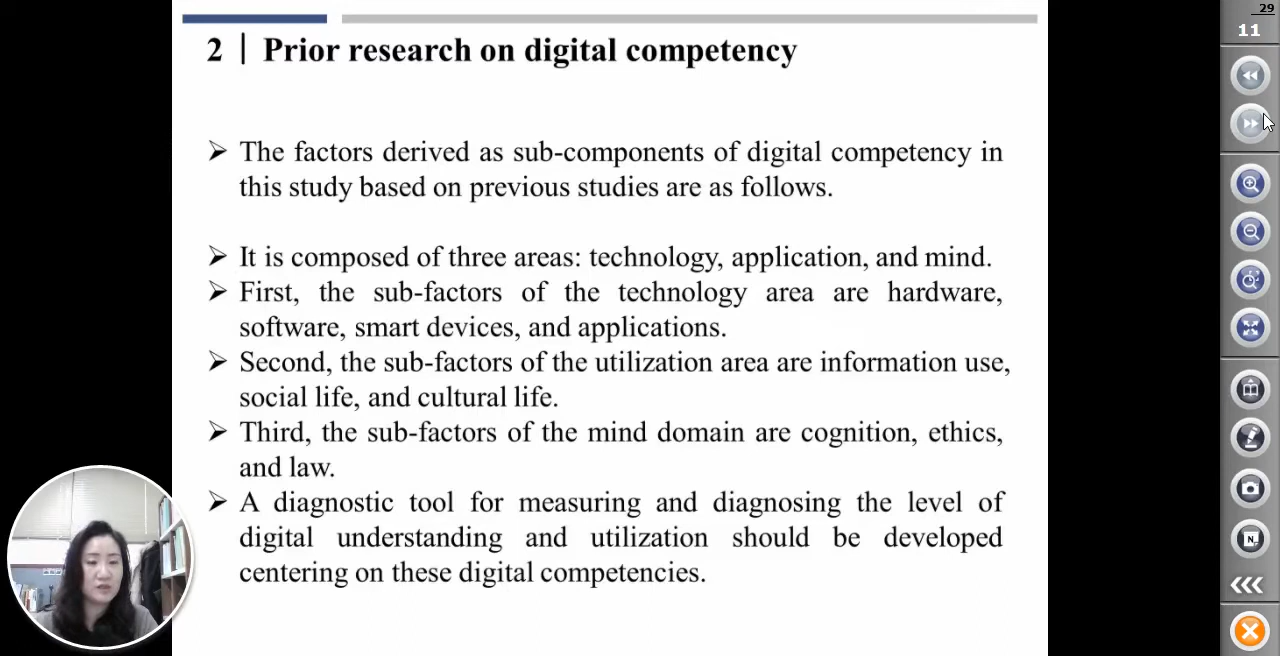 29
11
2 | Prior research on digital competency
➢ The factors derived as sub-components of digital competency in
this study based on previous studies are as follows.
➢ It is composed of three areas: technology, application, and mind.
➢ First, the sub-factors of the technology area are hardware,
software, smart devices, and applications.
➢ Second, the sub-factors of the utilization area are information use,
social life, and cultural life.
➢ Third, the sub-factors of the mind domain are cognition, ethics,
and law.
➢ A diagnostic tool for measuring and diagnosing the level of
digital understanding and utilization should be developed
centering on these digital competencies.
N